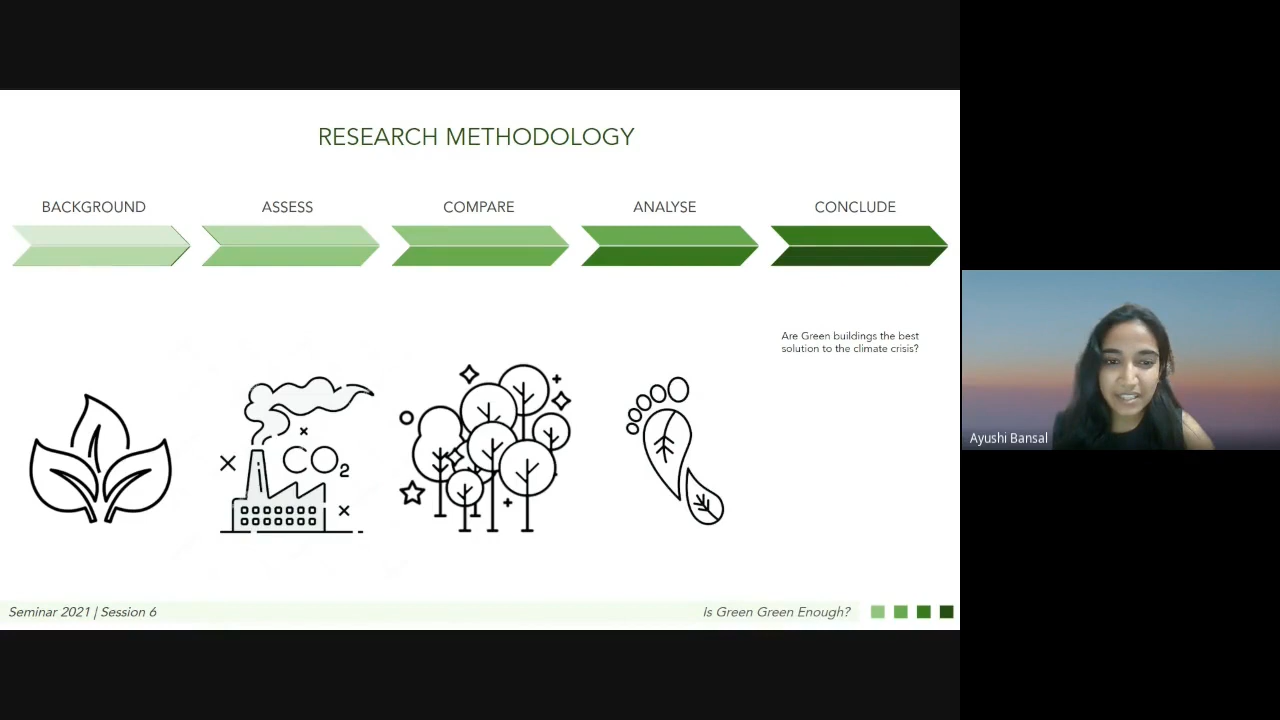 RESEARCH METHODOLOGY
BACKGROUND
ASSESS
COMPARE
ANALYSE
CONCLUDE
Are Green buildings the best
solution to the climate crisis?
CO2
Seminar 2021 | Session 6
Is Green Green Enough?
Ayushi Bansal